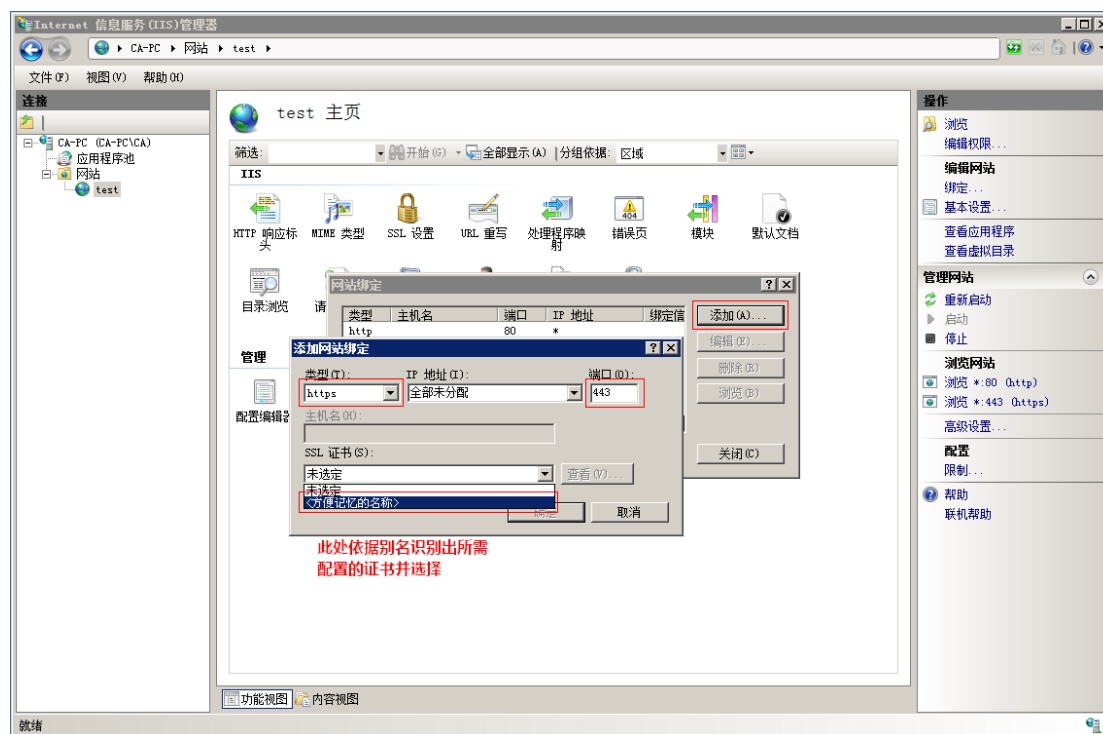 Internet 信息服务(IIS)管理器
CA-PC 网站 test
文件(F) 视图(V) 帮助(H)
连接
CA-PC (CA-PC\CA)
应用程序池
网站
test
test 主页
筛选: 开始(G) 全部显示(A) 分组依据: 区域
IIS
HTTP 响应标头
MIME 类型
SSL 设置
URL 重写
处理程序映射
错误页
404
模块
默认文档
目录浏览
请
管理
配置编辑器
网站绑定
类型 主机名 端口 IP 地址 绑定信
http 80 *
添加(A)...
编辑(E)...
删除(R)
浏览(B)
关闭(C)
添加网站绑定
类型(T): IP 地址(I): 端口(O):
https 全部未分配 443
主机名(H):
SSL 证书(S):
未选定 查看(V)...
未选定
<方便记忆的名称>
确定 取消
此处依据别名识别出所需
配置的证书并选择
操作
浏览
编辑权限...
编辑网站
绑定...
基本设置...
查看应用程序
查看虚拟目录
管理网站
重新启动
启动
停止
浏览网站
浏览 *:80 (http)
浏览 *:443 (https)
高级设置...
配置
限制...
帮助
联机帮助
功能视图 内容视图
就绪